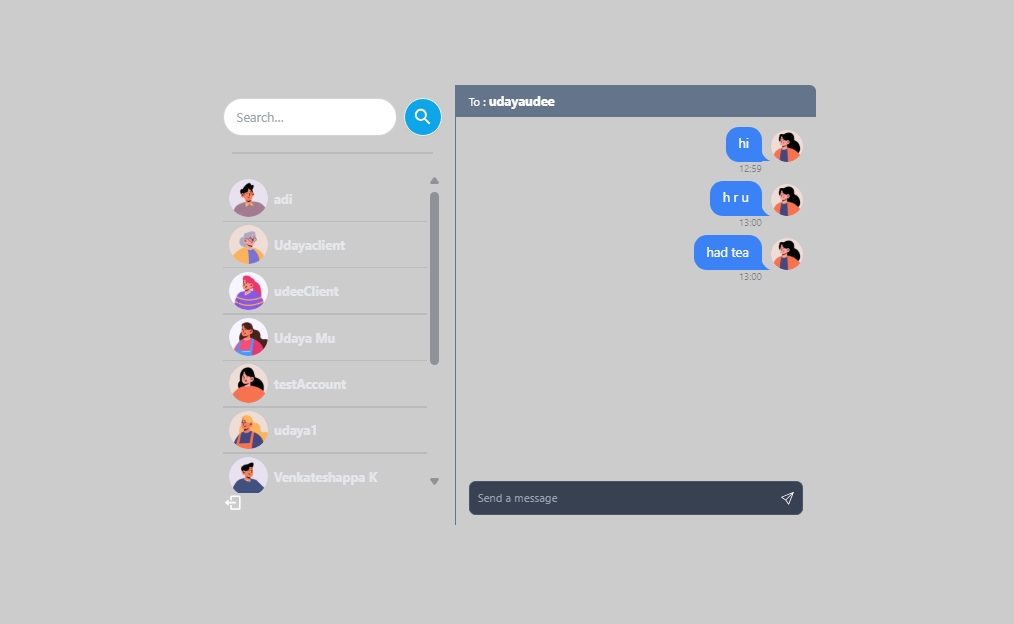 Search...
adi
Udayaclient
udeeClient
Udaya Mu
testAccount
udaya1
Venkateshappa K
To : udayaudee
hi
12:59
h r u
13:00
had tea
13:00
Send a message